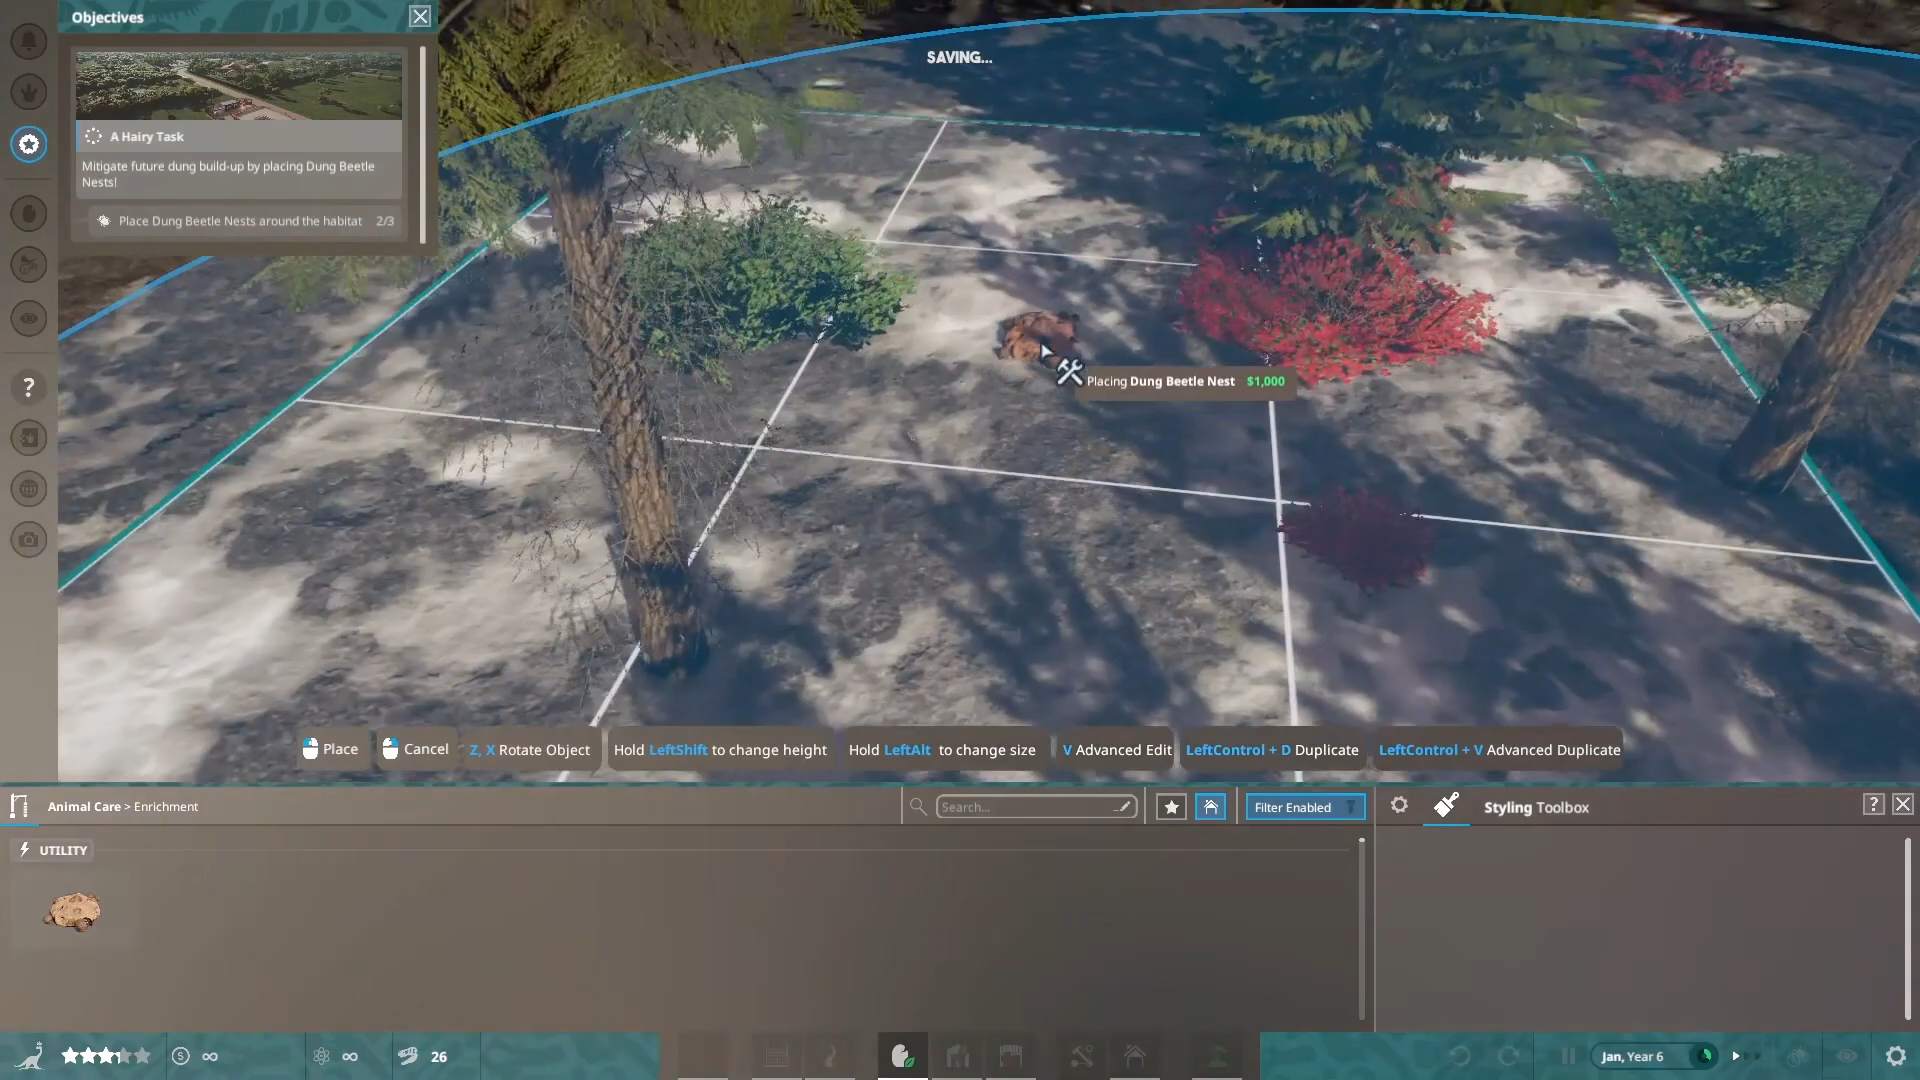 Objectives
SAVING...
A Hairy Task
Mitigate future dung build-up by placing Dung Beetle
Nests!
Place Dung Beetle Nests around the habitat 2/3
Placing Dung Beetle Nest $1,000
?
Place
Cancel
Z, X Rotate Object
Hold LeftShift to change height
Hold LeftAlt to change size
V Advanced Edit
LeftControl + D Duplicate
LeftControl + V Advanced Duplicate
Animal Care > Enrichment
Search...
Filter Enabled
Styling Toolbox
?
UTILITY
∞
∞
26
Jan, Year 6